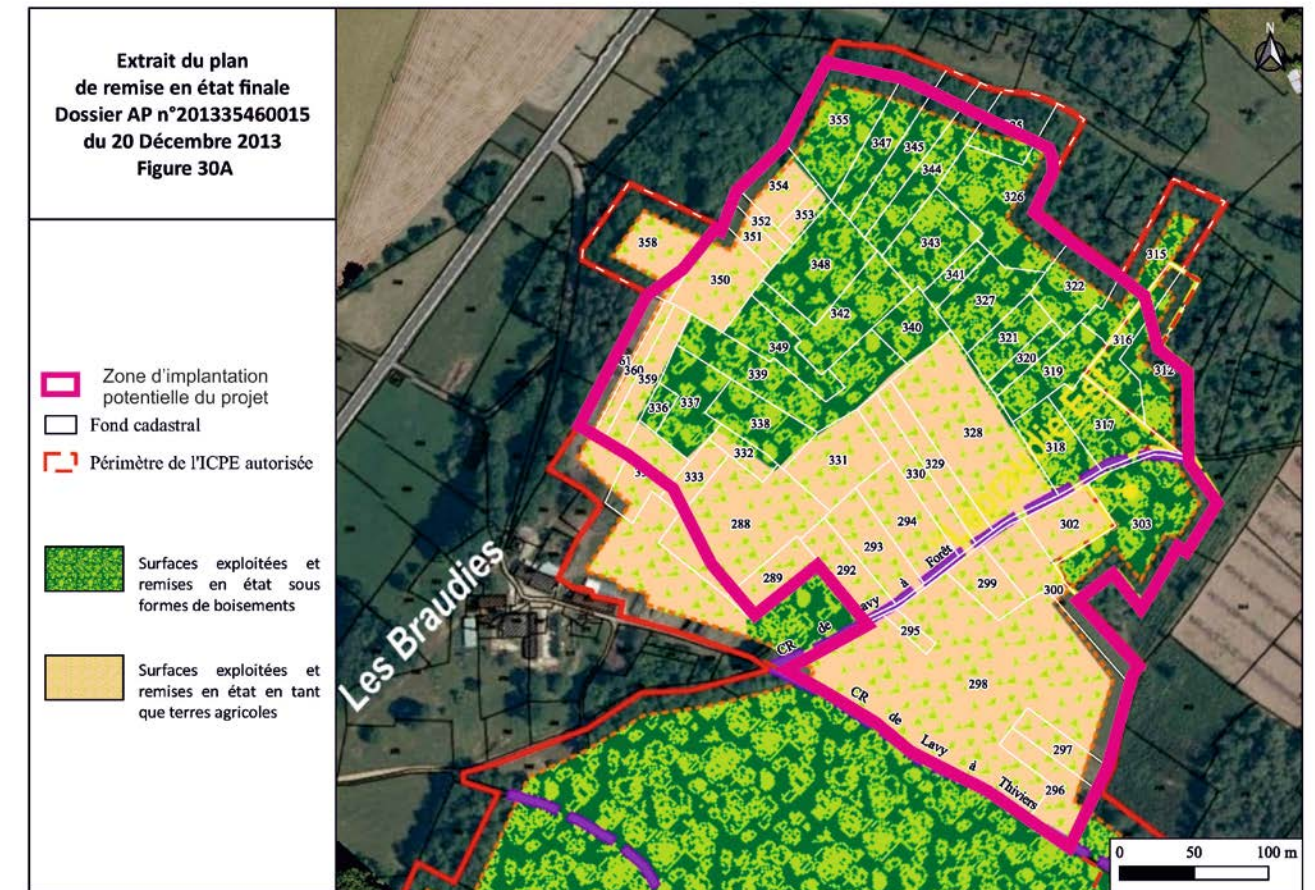 Extrait du plan
de remise en état finale
Dossier AP n°201335460015
du 20 Décembre 2013
Figure 30A
Zone d'implantation
potentielle du projet
Fond cadastral
Périmètre de l'ICPE autorisée
Surfaces exploitées et
remises en état sous
formes de boisements
Surfaces exploitées et
remises en état en tant
que terres agricoles
N
355
347
345
344
326
354
353
352
351
358
350
348
343
341
342
340
327
322
315
316
312
321
320
319
317
318
349
339
338
337
336
360
359
332
333
331
328
329
330
288
294
293
292
289
302
303
299
300
295
298
297
296
CR de Lavy à Forêt
CR de Lavy à Thiviers
Les Braudies
0 50 100 m